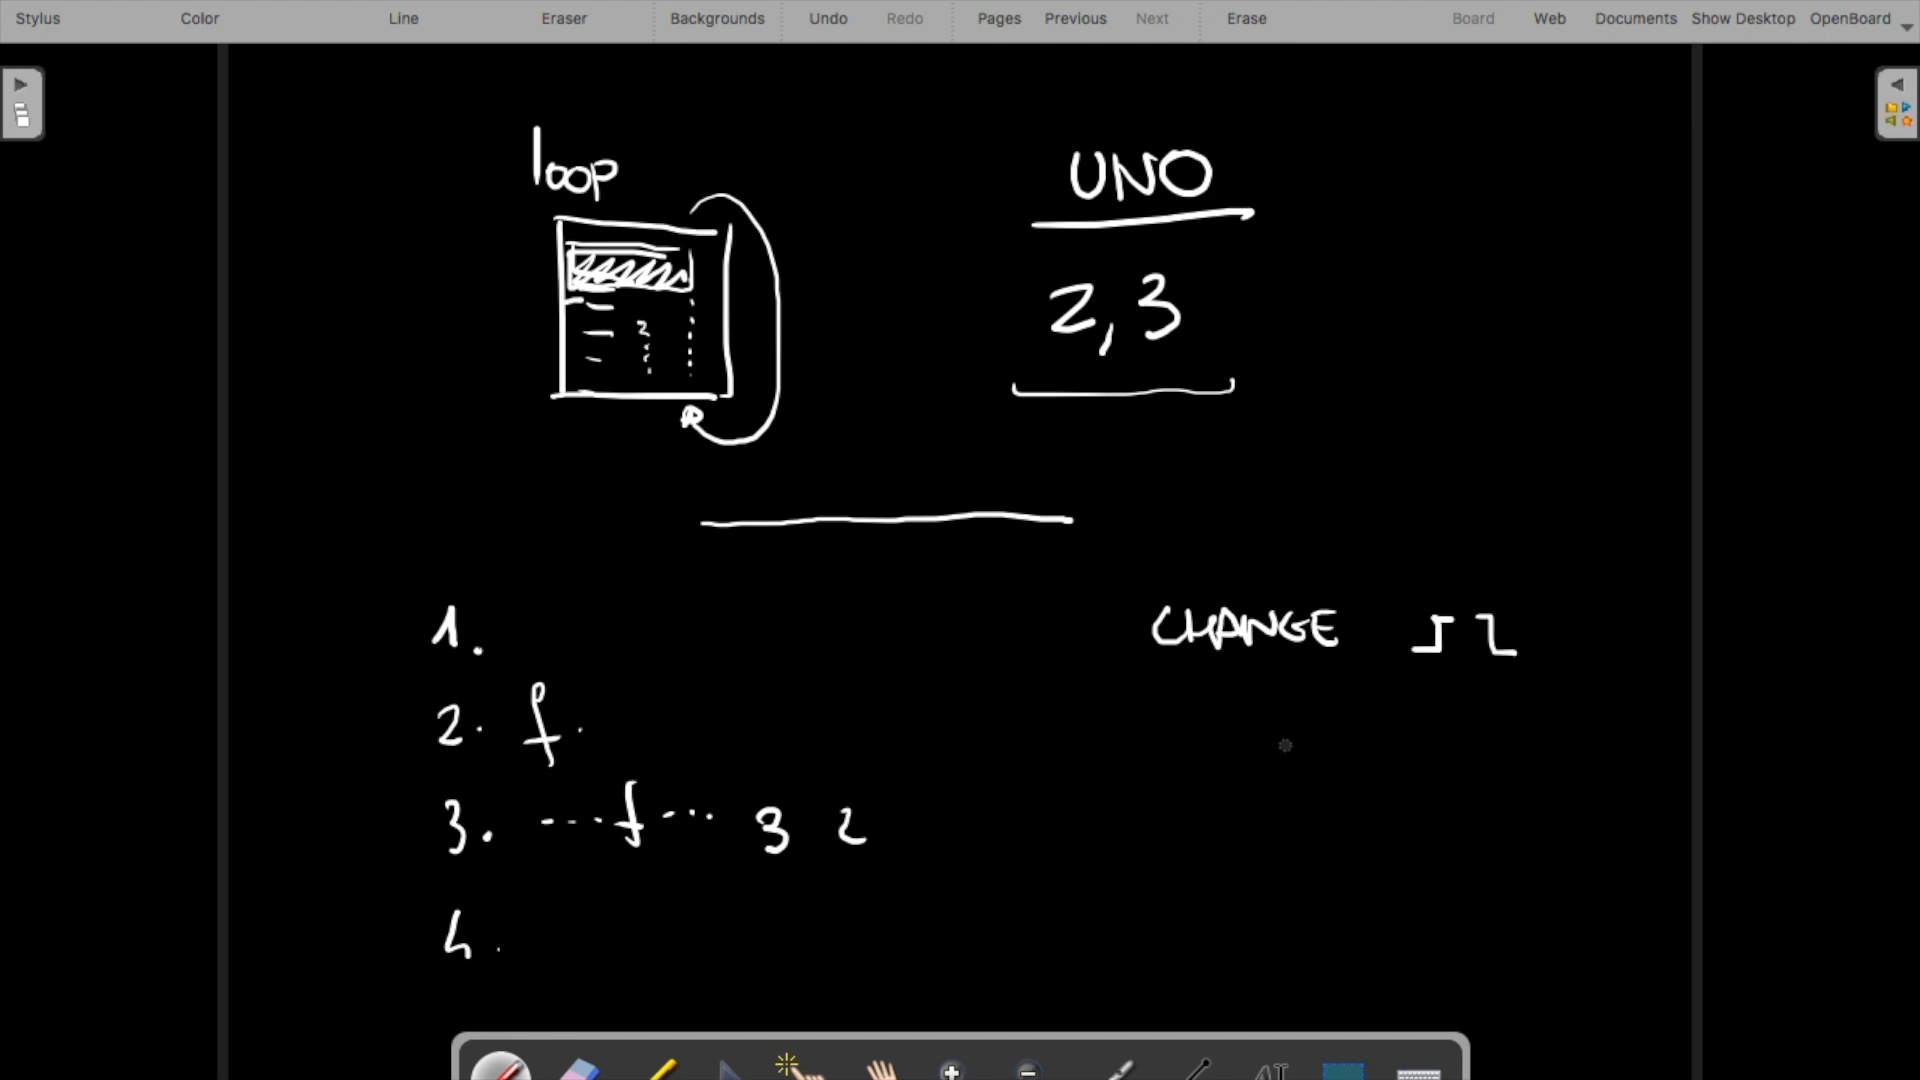 Stylus Color Line Eraser Backgrounds Undo Redo Pages Previous Next Erase Board Web Documents Show Desktop OpenBoard
loop
UNO
2
2, 3
1.
CHANGE
2. f.
3. ---f--- 3 2
4.